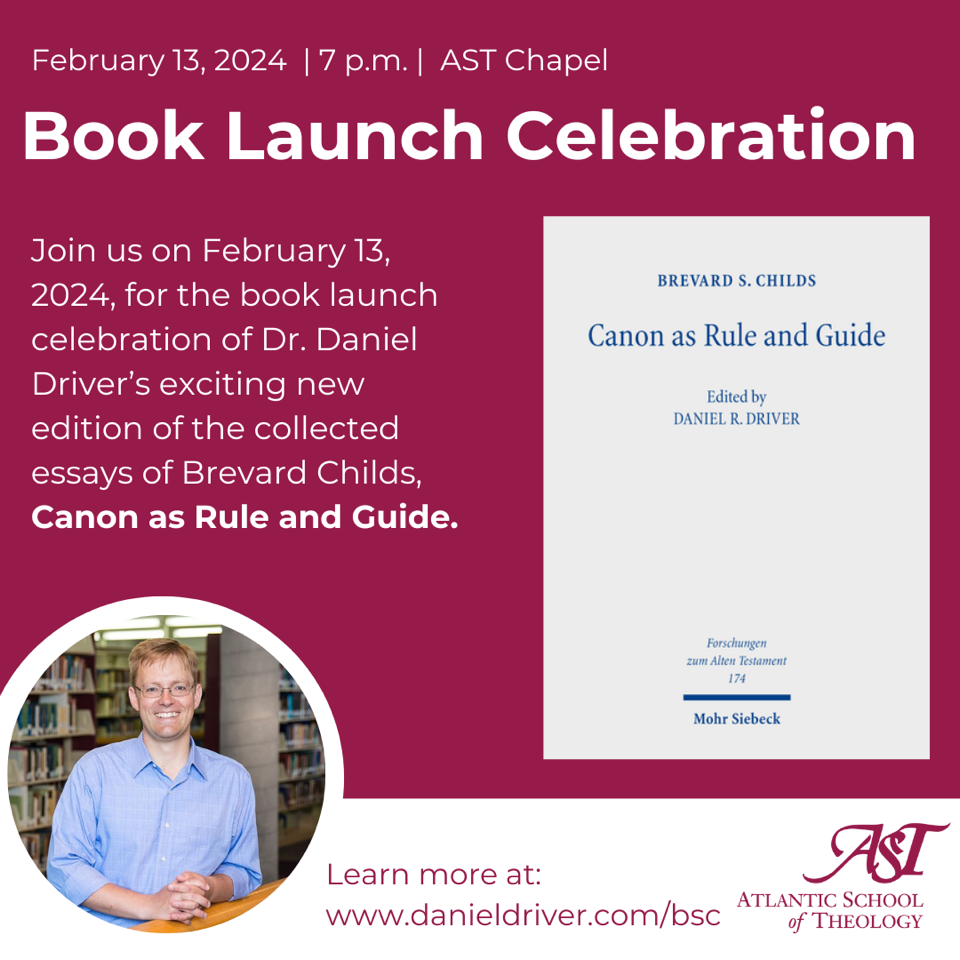 February 13, 2024 | 7 p.m. | AST Chapel
Book Launch Celebration
Join us on February 13,
2024, for the book launch
celebration of Dr. Daniel
Driver’s exciting new
edition of the collected
essays of Brevard Childs,
Canon as Rule and Guide.
BREVARD S. CHILDS
Canon as Rule and Guide
Edited by
DANIEL R. DRIVER
Forschungen
zum Alten Testament
174
Mohr Siebeck
Learn more at:
www.danieldriver.com/bsc
AST
ATLANTIC SCHOOL
of THEOLOGY